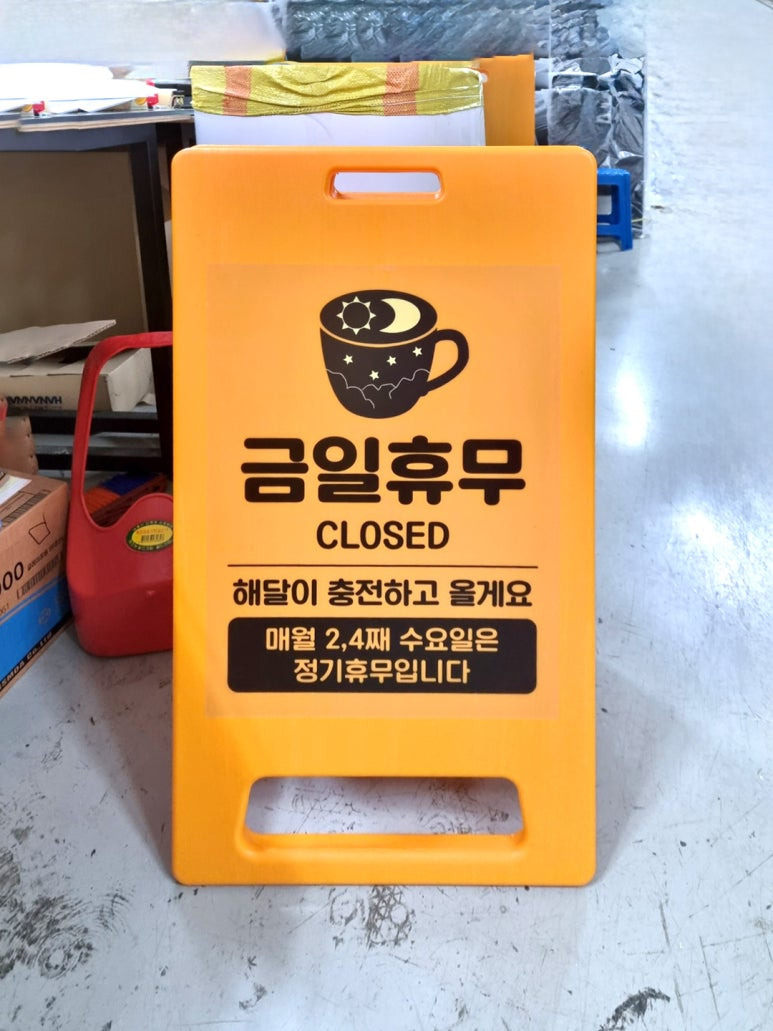 금일휴무
CLOSED
해달이 충전하고 올게요
매월 2,4째 수요일은
정기휴무입니다